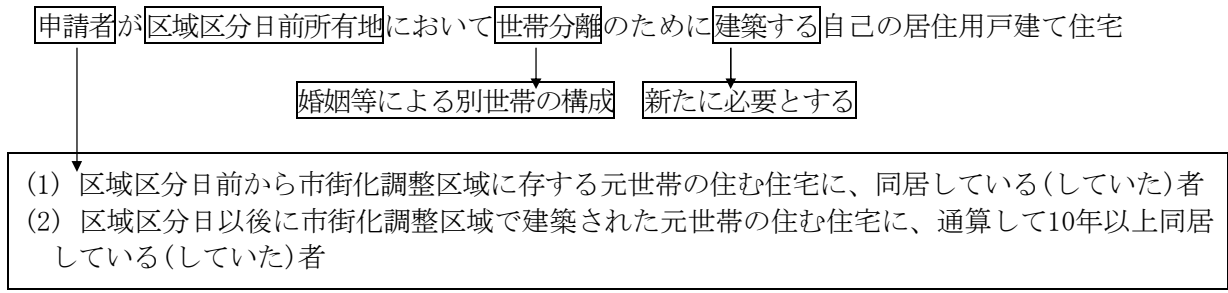 申請者が区域区分日前所有地において世帯分離のために建築する自己の居住用戸建て住宅
婚姻等による別世帯の構成 新たに必要とする
(1) 区域区分日前から市街化調整区域に存する元世帯の住む住宅に、同居している(していた)者
(2) 区域区分日以後に市街化調整区域で建築された元世帯の住む住宅に、通算して10年以上同居
している(していた)者